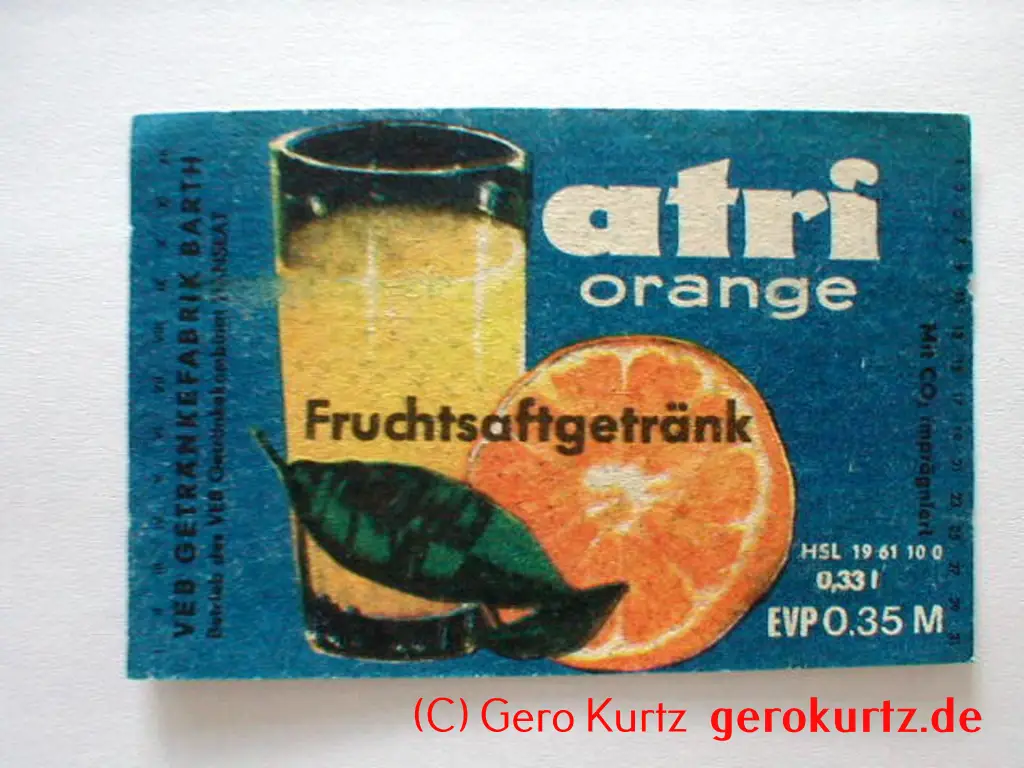 atri
orange
Fruchtsaftgetränk
HSL 19 61 10 0
0,33 l
EVP 0.35 M
Mit CO₂ imprägniert
VEB GETRÄNKEFABRIK BARTH
Betrieb des VEB Getränkekombinat HANSEAT
(C) Gero Kurtz gerokurtz.de